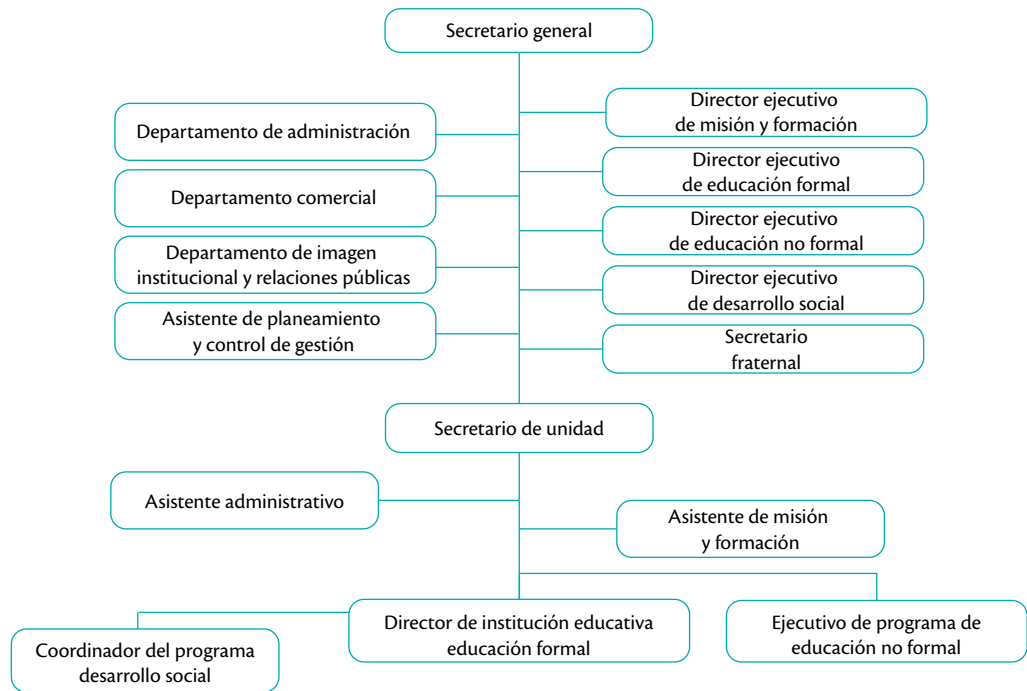 Secretario general
Departamento de administración
Departamento comercial
Departamento de imagen
institucional y relaciones públicas
Asistente de planeamiento
y control de gestión
Director ejecutivo
de misión y formación
Director ejecutivo
de educación formal
Director ejecutivo
de educación no formal
Director ejecutivo
de desarrollo social
Secretario
fraternal
Secretario de unidad
Asistente administrativo
Asistente de misión
y formación
Coordinador del programa
desarrollo social
Director de institución educativa
educación formal
Ejecutivo de programa de
educación no formal